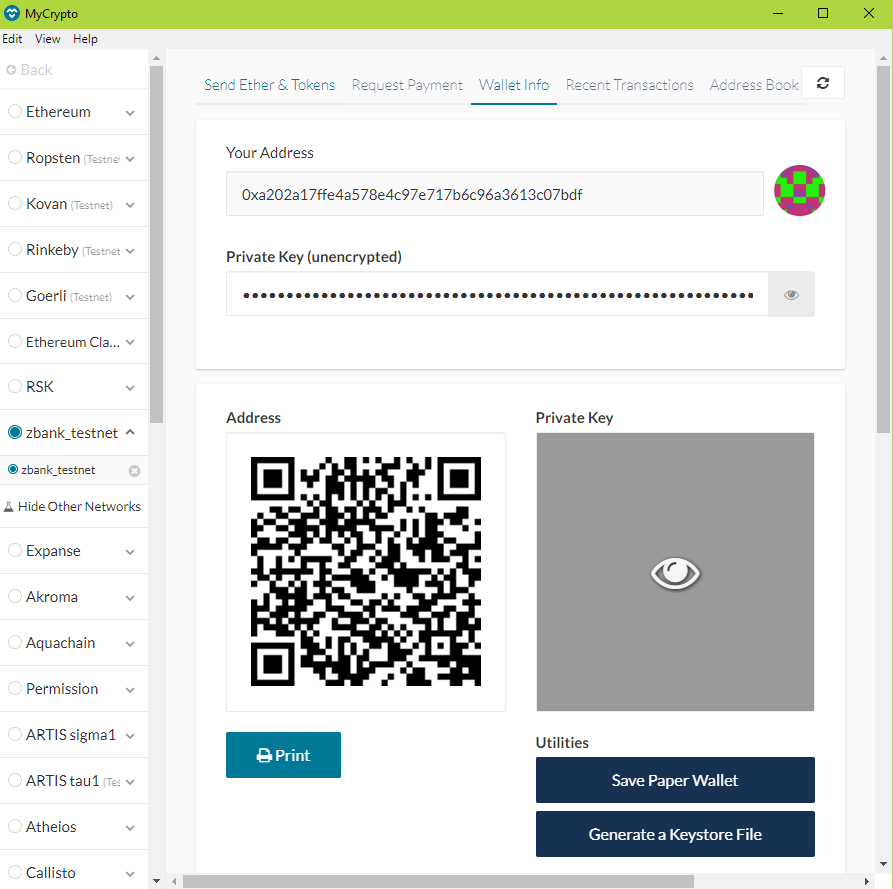 MyCrypto
Edit View Help
Back
Ethereum
Ropsten (Testne
Kovan (Testnet)
Rinkeby (Testnet
Goerli (Testnet)
Ethereum Cla...
RSK
zbank_testnet
zbank_testnet
Hide Other Networks
Expanse
Akroma
Aquachain
Permission
ARTIS sigma1
ARTIS tau1 (Tes
Atheios
Callisto
Send Ether & Tokens Request Payment Wallet Info Recent Transactions Address Book
Your Address
0xa202a17ffe4a578e4c97e717b6c96a3613c07bdf
Private Key (unencrypted)
Address
Private Key
Print
Utilities
Save Paper Wallet
Generate a Keystore File